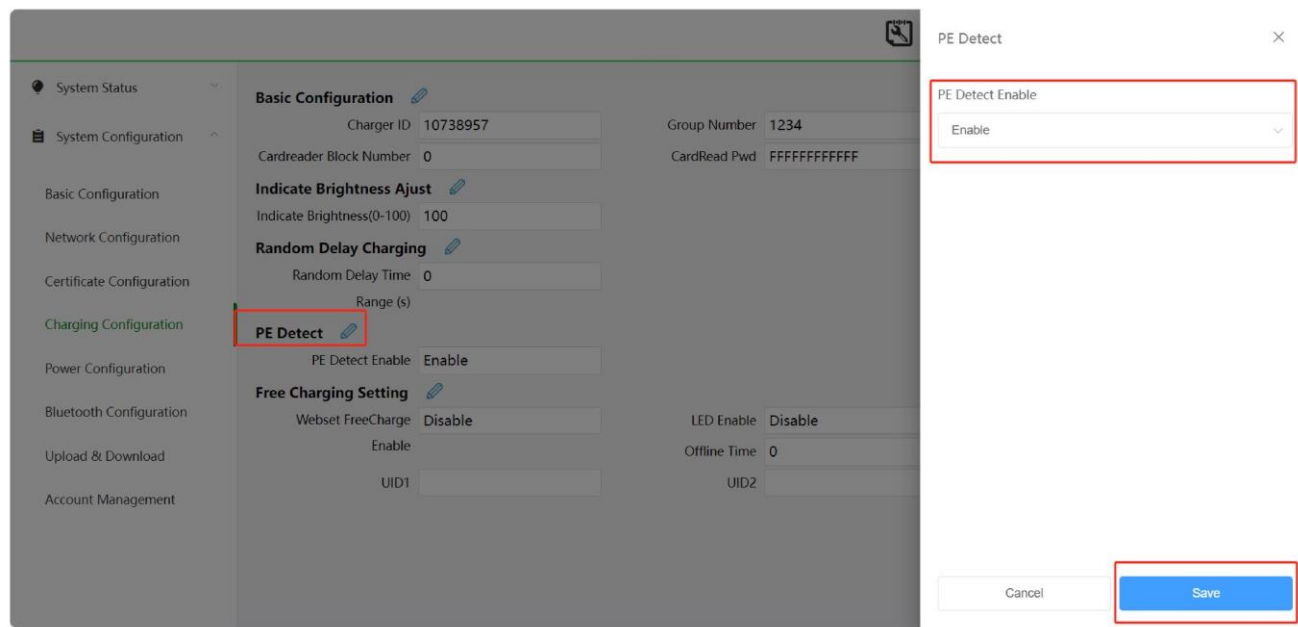 PE Detect
System Status
System Configuration
Basic Configuration
Network Configuration
Certificate Configuration
Charging Configuration
Power Configuration
Bluetooth Configuration
Upload & Download
Account Management
Basic Configuration
Charger ID 10738957 Group Number 1234
Cardreader Block Number 0 CardRead Pwd FFFFFFFFFFFF
Indicate Brightness Ajust
Indicate Brightness(0-100) 100
Random Delay Charging
Random Delay Time 0
Range (s)
PE Detect
PE Detect Enable Enable
Free Charging Setting
Webset FreeCharge Disable LED Enable Disable
Enable
Offline Time 0
UID1 UID2
PE Detect Enable
Enable
Cancel Save